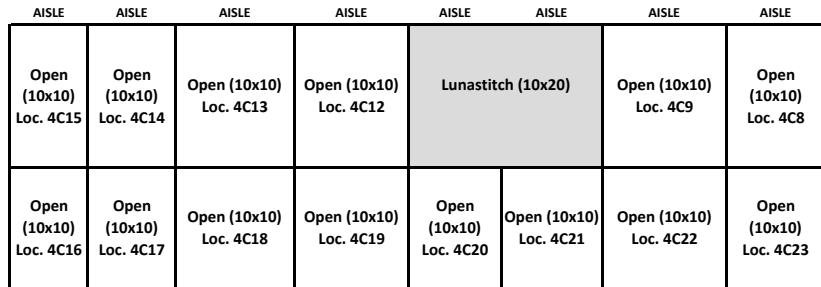 AISLE AISLE AISLE AISLE AISLE AISLE AISLE AISLE
Open
(10x10)
Loc. 4C15
Open
(10x10)
Loc. 4C14
Open (10x10)
Loc. 4C13
Open (10x10)
Loc. 4C12
Lunastitch (10x20)
Open (10x10)
Loc. 4C9
Open
(10x10)
Loc. 4C8
Open
(10x10)
Loc. 4C16
Open
(10x10)
Loc. 4C17
Open (10x10)
Loc. 4C18
Open (10x10)
Loc. 4C19
Open
(10x10)
Loc. 4C20
Open (10x10)
Loc. 4C21
Open (10x10)
Loc. 4C22
Open
(10x10)
Loc. 4C23